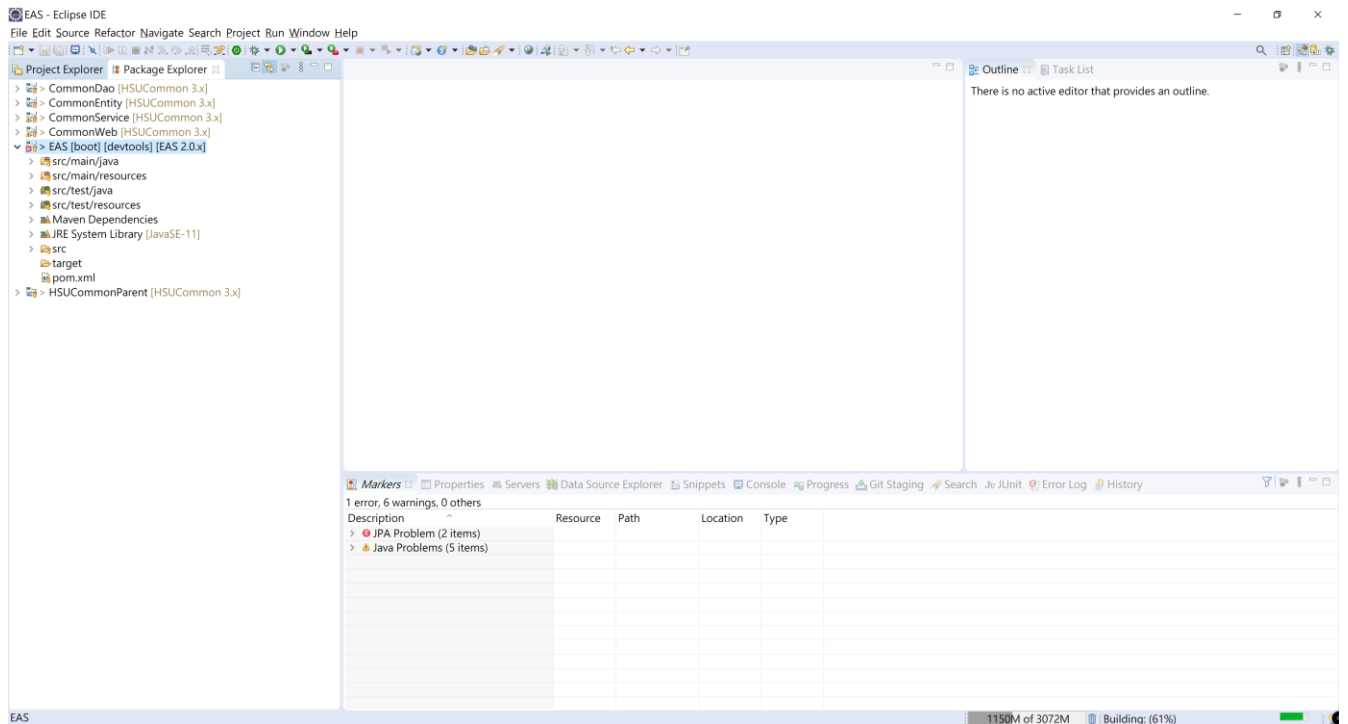 EAS - Eclipse IDE
File Edit Source Refactor Navigate Search Project Run Window Help
Project Explorer Package Explorer
> CommonDao [HSUCommon 3.x]
> CommonEntity [HSUCommon 3.x]
> CommonService [HSUCommon 3.x]
> CommonWeb [HSUCommon 3.x]
> EAS [boot] [devtools] [EAS 2.0.x]
src/main/java
src/main/resources
src/test/java
src/test/resources
Maven Dependencies
JRE System Library [JavaSE-11]
src
target
pom.xml
> HSUCommonParent [HSUCommon 3.x]
Outline Task List
There is no active editor that provides an outline.
Markers Properties Servers Data Source Explorer Snippets Console Progress Git Staging Search JUnit Error Log History
1 error, 6 warnings, 0 others
Description Resource Path Location Type
JPA Problem (2 items)
Java Problems (5 items)
EAS
1150M of 3072M Building: (61%)